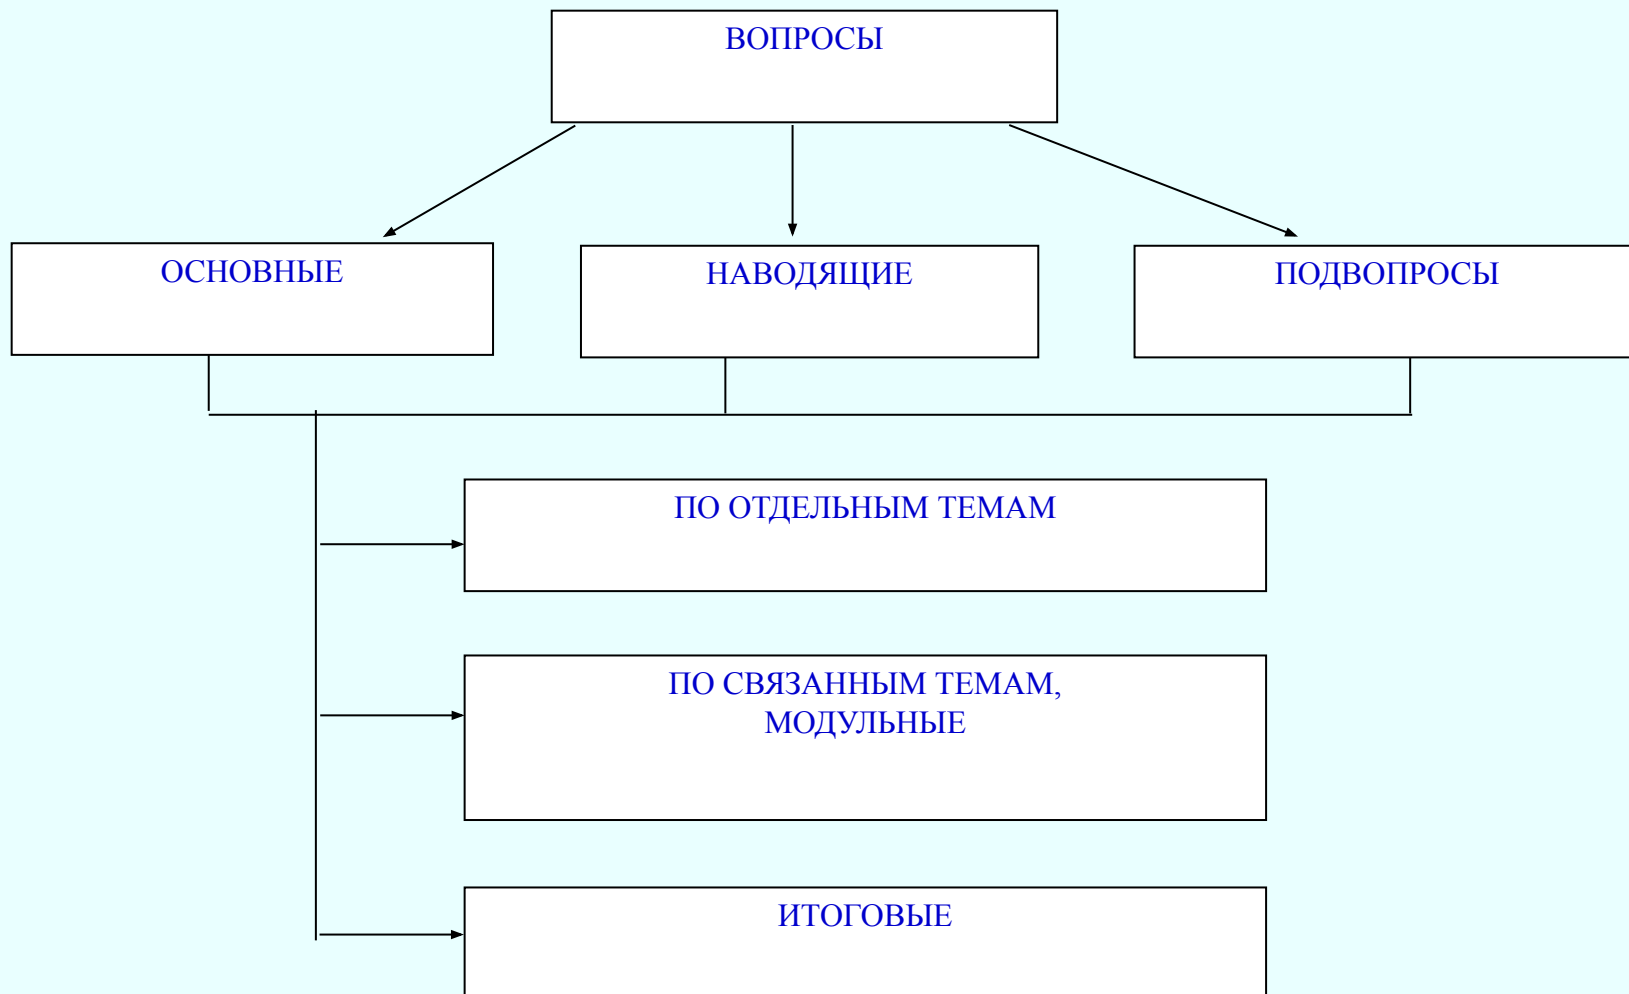 ВОПРОСЫ
ОСНОВНЫЕ
НАВОДЯЩИЕ
ПОДВОПРОСЫ
ПО ОТДЕЛЬНЫМ ТЕМАМ
ПО СВЯЗАННЫМ ТЕМАМ,
МОДУЛЬНЫЕ
ИТОГОВЫЕ